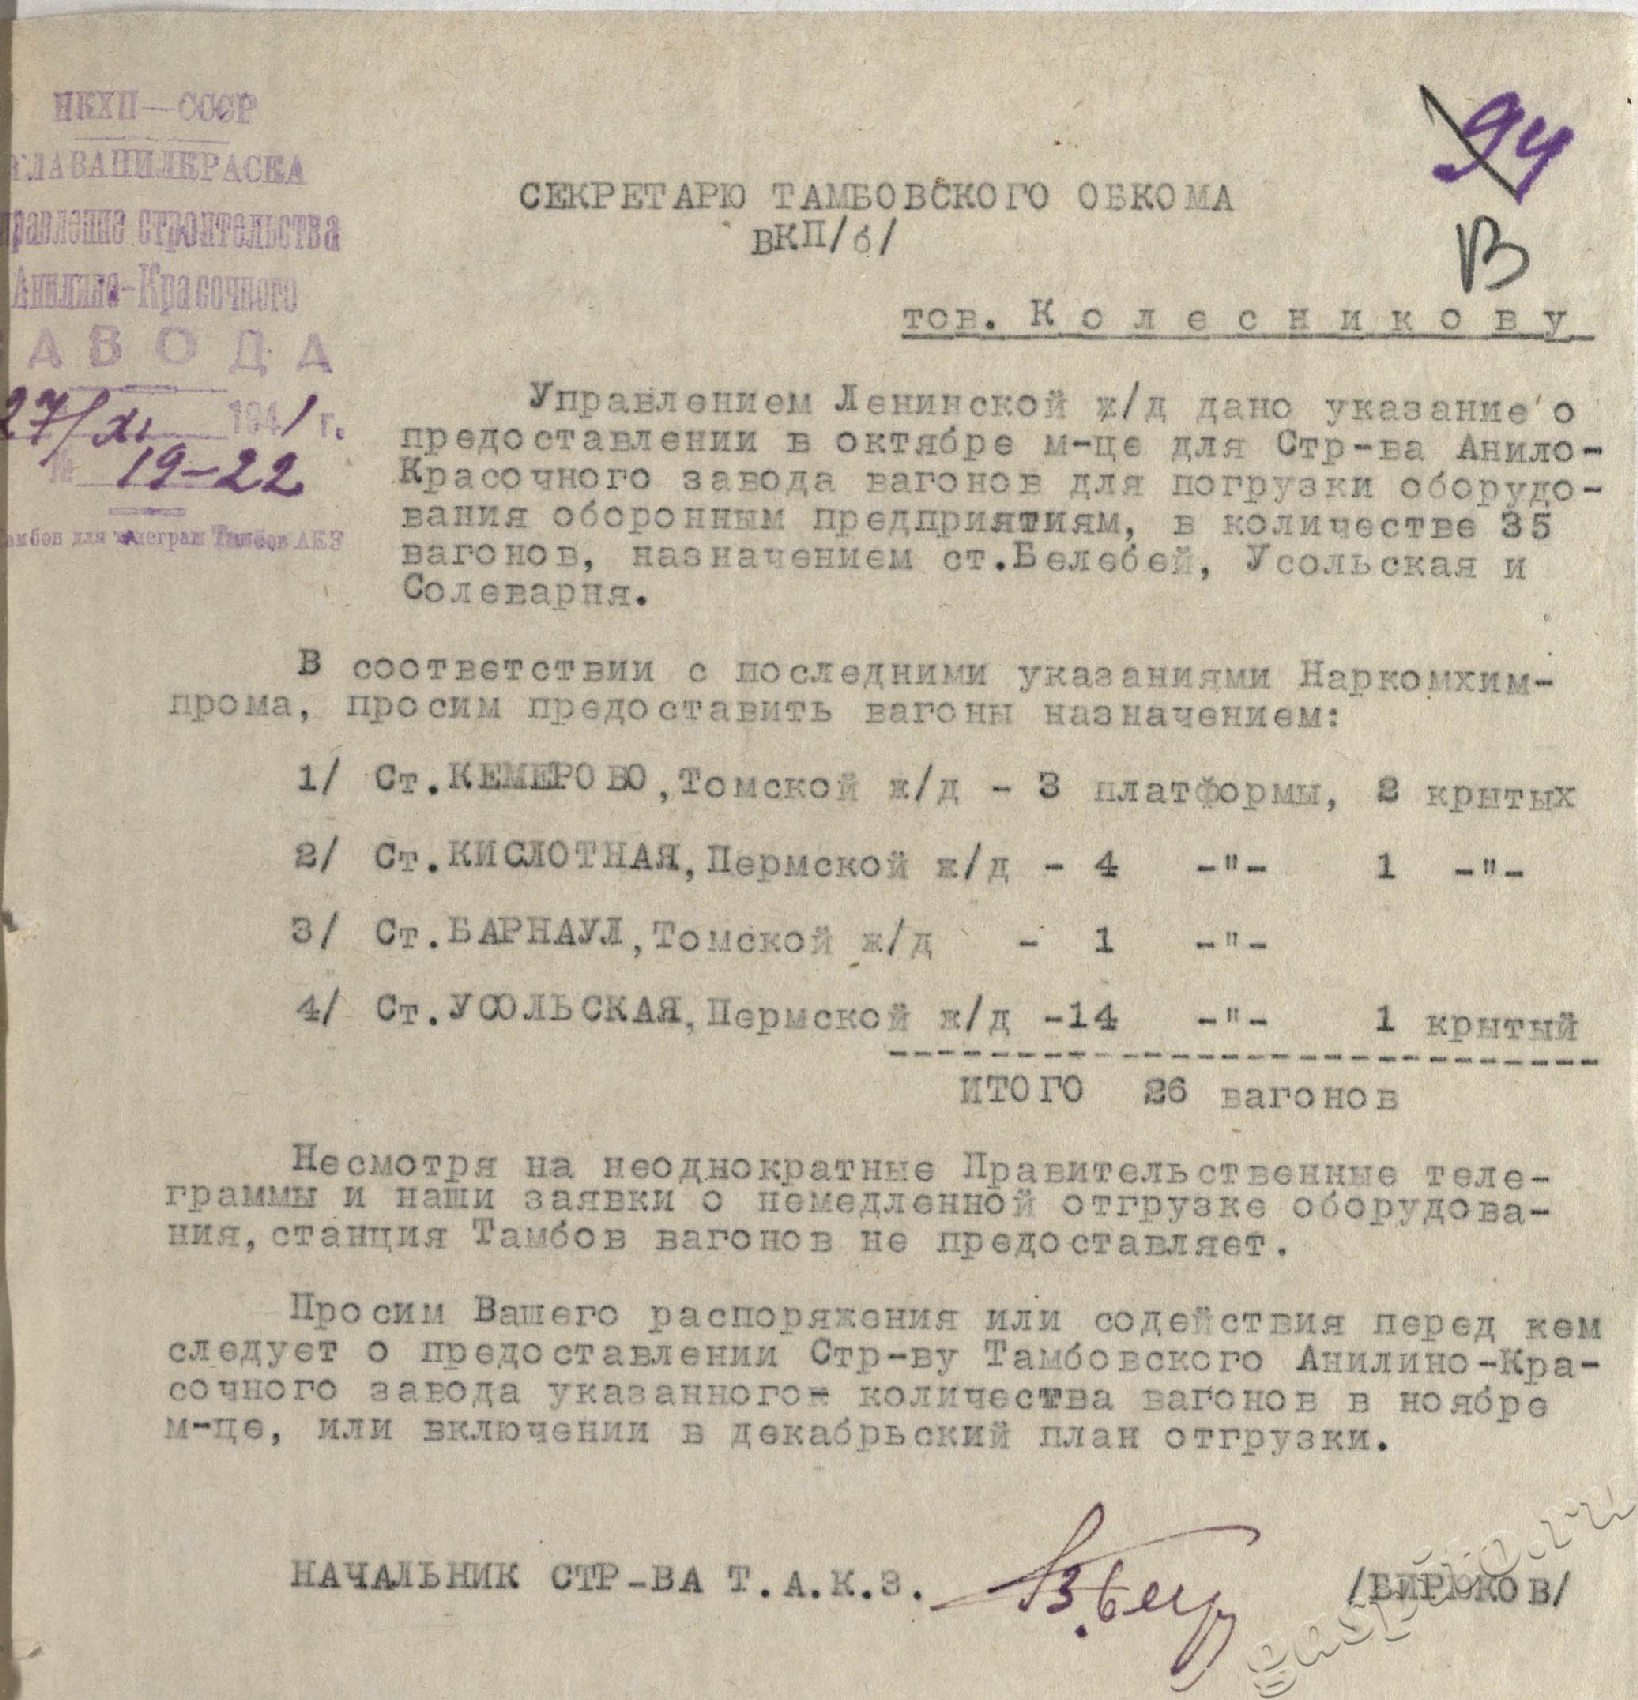 НКХП—СССР
ГЛАВАНИЛКРАСКА
Управление строительства
Анилино-Красочного
ЗАВОДА
27/XI 1941 г.
№ 19-22
Тамбов для телеграм Тамбов АКЗ
94
В
СЕКРЕТАРЮ ТАМБОВСКОГО ОБКОМА
ВКП/б/
тов. Колесникову
Управлением Ленинской ж/д дано указание о
предоставлении в октябре м-це для Стр-ва Анило-
Красочного завода вагонов для погрузки оборудо-
вания оборонным предприятиям, в количестве 35
вагонов, назначением ст.Белебей, Усольская и
Солеварня.
В соответствии с последними указаниями Наркомхим-
прома, просим предоставить вагоны назначением:
1/ Ст.КЕМЕРОВО,Томской ж/д - 3 платформы, 2 крытых
2/ Ст.КИСЛОТНАЯ,Пермской ж/д - 4 -"- 1 -"-
3/ Ст.БАРНАУЛ,Томской ж/д - 1 -"-
4/ Ст.УСОЛЬСКАЯ,Пермской ж/д -14 -"- 1 крытый
ИТОГО 26 вагонов
Несмотря на неоднократные Правительственные теле-
граммы и наши заявки о немедленной отгрузке оборудова-
ния,станция Тамбов вагонов не предоставляет.
Просим Вашего распоряжения или содействия перед кем
следует о предоставлении Стр-ву Тамбовского Анилино-Кра-
сочного завода указанного количества вагонов в ноябре
м-це, или включении в декабрьский план отгрузки.
НАЧАЛЬНИК СТР-ВА Т.А.К.З. /БИРЮКОВ/
gaspito.ru